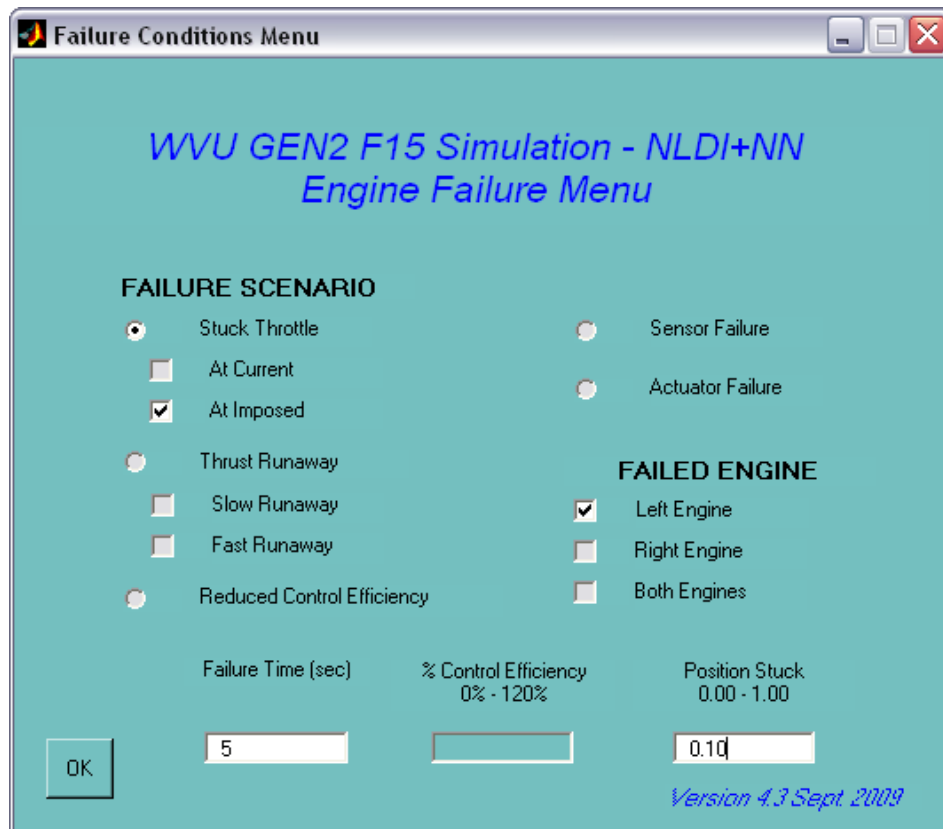 Failure Conditions Menu
WVU GEN2 F15 Simulation - NLDI+NN
Engine Failure Menu
FAILURE SCENARIO
Stuck Throttle
At Current
At Imposed
Thrust Runaway
Slow Runaway
Fast Runaway
Reduced Control Efficiency
Sensor Failure
Actuator Failure
FAILED ENGINE
Left Engine
Right Engine
Both Engines
Failure Time (sec)
5
% Control Efficiency
0% - 120%
Position Stuck
0.00 - 1.00
0.10
OK
Version 4.3 Sept. 2009